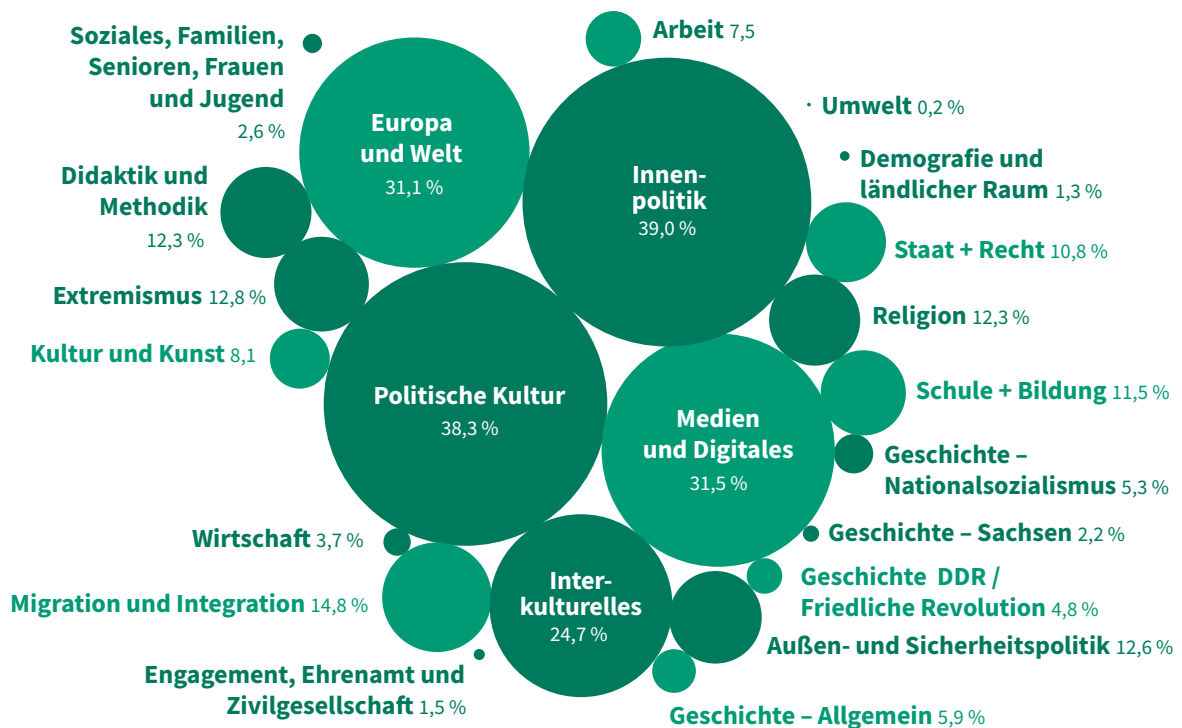 Soziales, Familien,
Senioren, Frauen
und Jugend
2,6 %
Europa
und Welt
31,1 %
Arbeit 7,5
Innen-
politik
39,0 %
Umwelt 0,2 %
Demografie und
ländlicher Raum 1,3 %
Didaktik und
Methodik
12,3 %
Staat + Recht 10,8 %
Extremismus 12,8 %
Religion 12,3 %
Kultur und Kunst 8,1
Politische Kultur
38,3 %
Medien
und Digitales
31,5 %
Schule + Bildung 11,5 %
Geschichte –
Nationalsozialismus 5,3 %
Wirtschaft 3,7 %
Geschichte – Sachsen 2,2 %
Migration und Integration 14,8 %
Inter-
kulturelles
24,7 %
Geschichte DDR /
Friedliche Revolution 4,8 %
Außen- und Sicherheitspolitik 12,6 %
Engagement, Ehrenamt und
Zivilgesellschaft 1,5 %
Geschichte – Allgemein 5,9 %